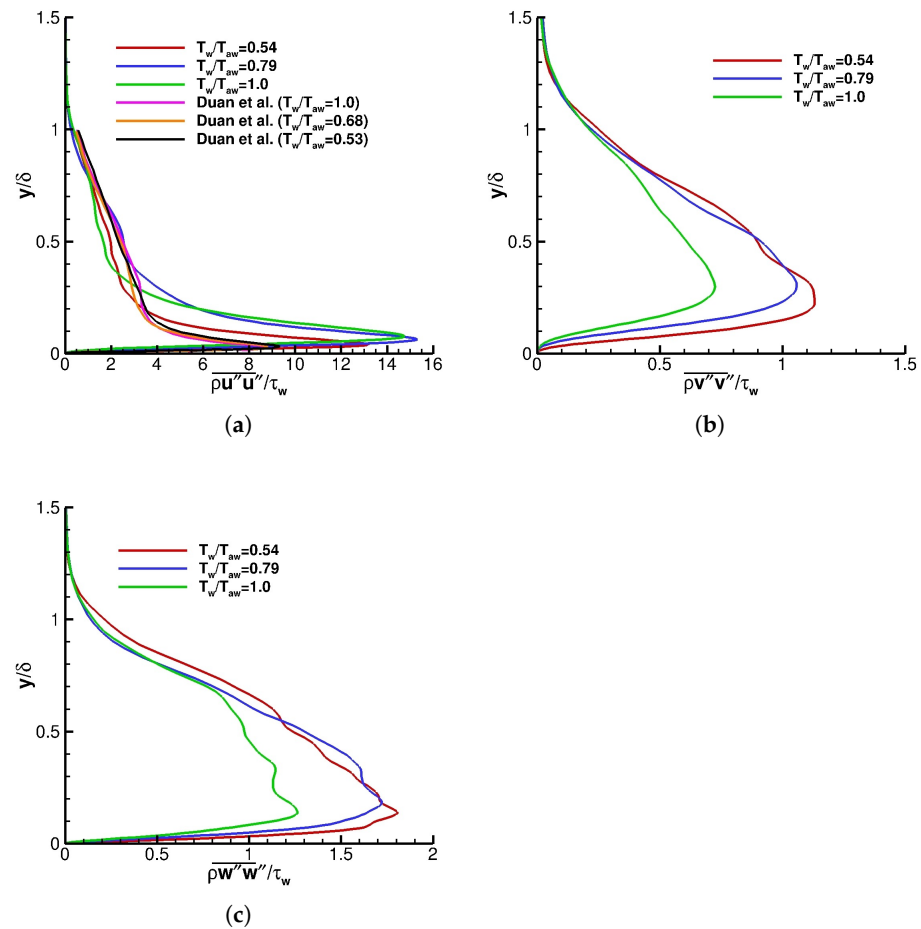 1.5
T_w/T_aw=0.54
T_w/T_aw=0.79
T_w/T_aw=1.0
Duan et al. (T_w/T_aw=1.0)
Duan et al. (T_w/T_aw=0.68)
Duan et al. (T_w/T_aw=0.53)
1
y/δ
0.5
0
0 2 4 6 8 10 12 14 16
ρu″u″/τ_w
(a)
1.5
T_w/T_aw=0.54
T_w/T_aw=0.79
T_w/T_aw=1.0
1
y/δ
0.5
0
0 0.5 1 1.5
ρv″v″/τ_w
(b)
1.5
T_w/T_aw=0.54
T_w/T_aw=0.79
T_w/T_aw=1.0
1
y/δ
0.5
0
0 0.5 1 1.5 2
ρw″w″/τ_w
(c)